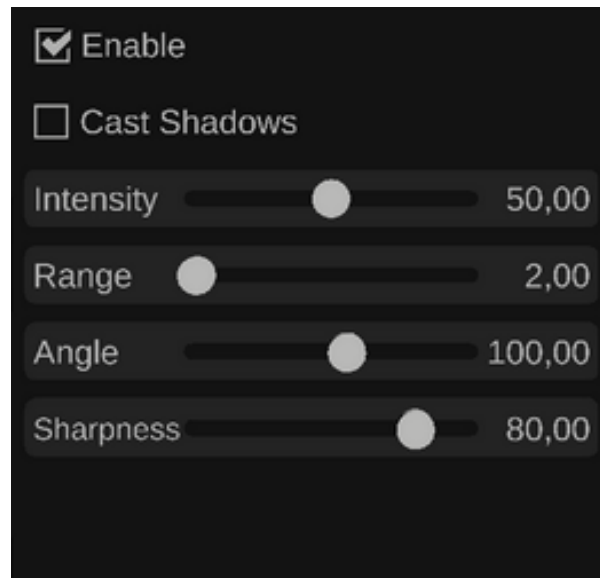 Enable
Cast Shadows
Intensity 50,00
Range 2,00
Angle 100,00
Sharpness 80,00